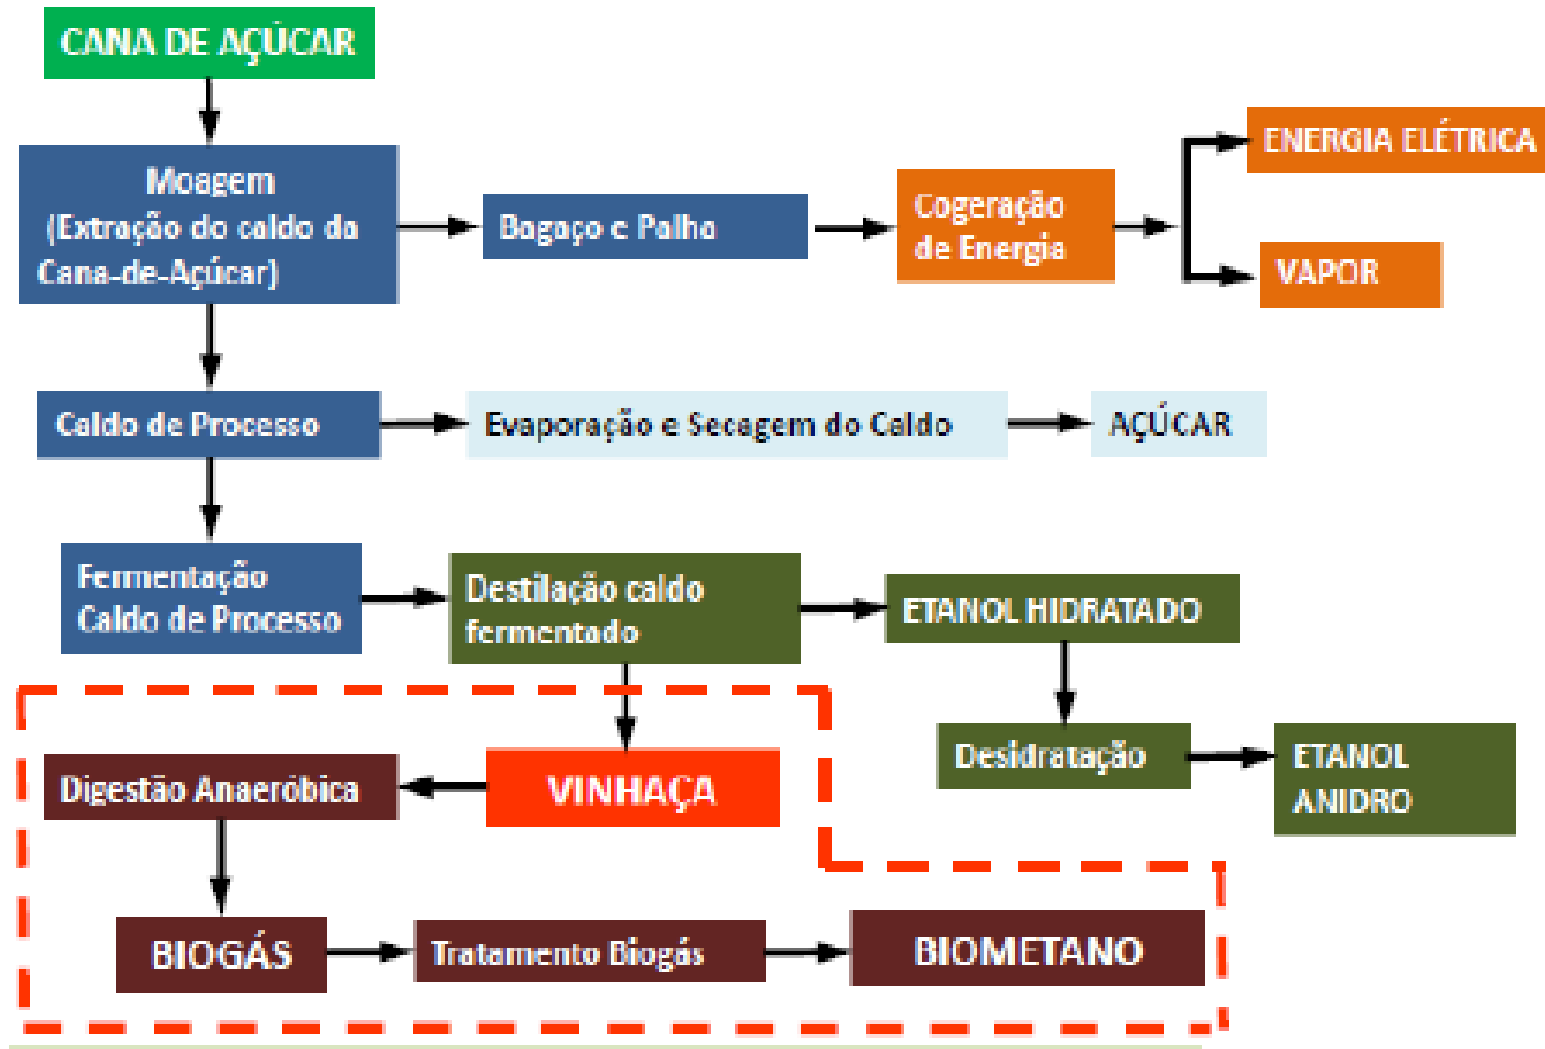 CANA DE AÇÚCAR
Moagem
(Extração do caldo da
Cana-de-Açúcar)
Bagaço e Palha
Cogeração
de Energia
ENERGIA ELÉTRICA
VAPOR
Caldo de Processo
Evaporação e Secagem do Caldo
AÇÚCAR
Fermentação
Caldo de Processo
Destilação caldo
fermentado
ETANOL HIDRATADO
Desidratação
ETANOL
ANIDRO
VINHAÇA
Digestão Anaeróbica
BIOGÁS
Tratamento Biogás
BIOMETANO